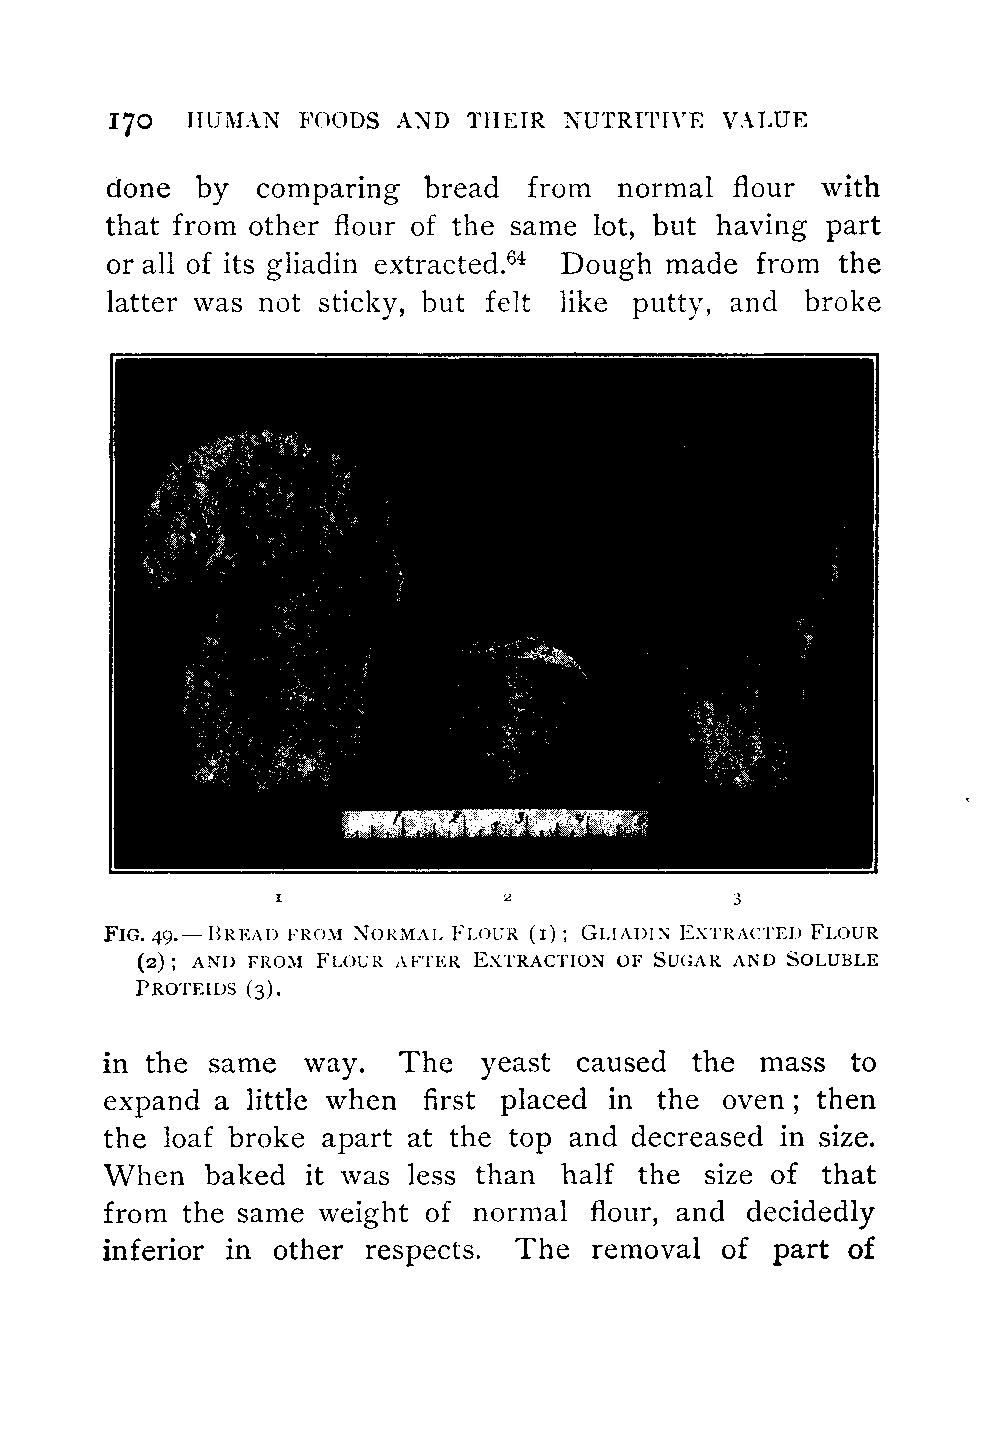 170 HUMAN FOODS AND THEIR NUTRITIVE VALUE
done by comparing bread from normal flour with
that from other flour of the same lot, but having part
or all of its gliadin extracted.⁶⁴ Dough made from the
latter was not sticky, but felt like putty, and broke
1 2 3 4
1 2 3
FIG. 49.—BREAD FROM NORMAL FLOUR (1); GLIADIN EXTRACTED FLOUR
(2); AND FROM FLOUR AFTER EXTRACTION OF SUGAR AND SOLUBLE
PROTEIDS (3).
in the same way. The yeast caused the mass to
expand a little when first placed in the oven; then
the loaf broke apart at the top and decreased in size.
When baked it was less than half the size of that
from the same weight of normal flour, and decidedly
inferior in other respects. The removal of part of